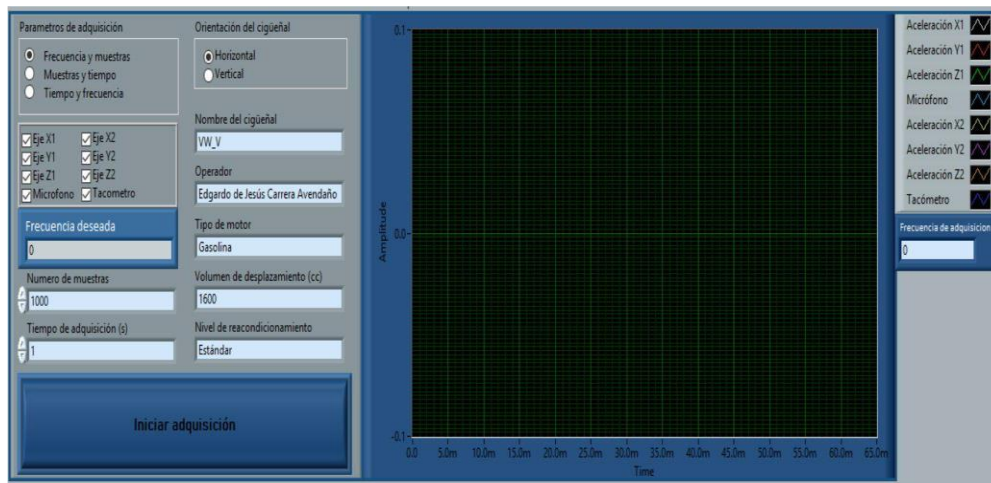 Parametros de adquisición
Frecuencia y muestras
Muestras y tiempo
Tiempo y frecuencia
Eje X1
Eje X2
Eje Y1
Eje Y2
Eje Z1
Eje Z2
Microfono
Tacometro
Frecuencia deseada
0
Numero de muestras
1000
Tiempo de adquisición (s)
1
Orientación del cigüeñal
Horizontal
Vertical
Nombre del cigüeñal
VW_V
Operador
Edgardo de Jesús Carrera Avendaño
Tipo de motor
Gasolina
Volumen de desplazamiento (cc)
1600
Nivel de reacondicionamiento
Estándar
Iniciar adquisición
Amplitude
0.1
0.0
-0.1
0.0 5.0m 10.0m 15.0m 20.0m 25.0m 30.0m 35.0m 40.0m 45.0m 50.0m 55.0m 60.0m 65.0m
Time
Aceleración X1
Aceleración Y1
Aceleración Z1
Micrófono
Aceleración X2
Aceleración Y2
Aceleración Z2
Tacómetro
Frecuencia de adquisicion
0